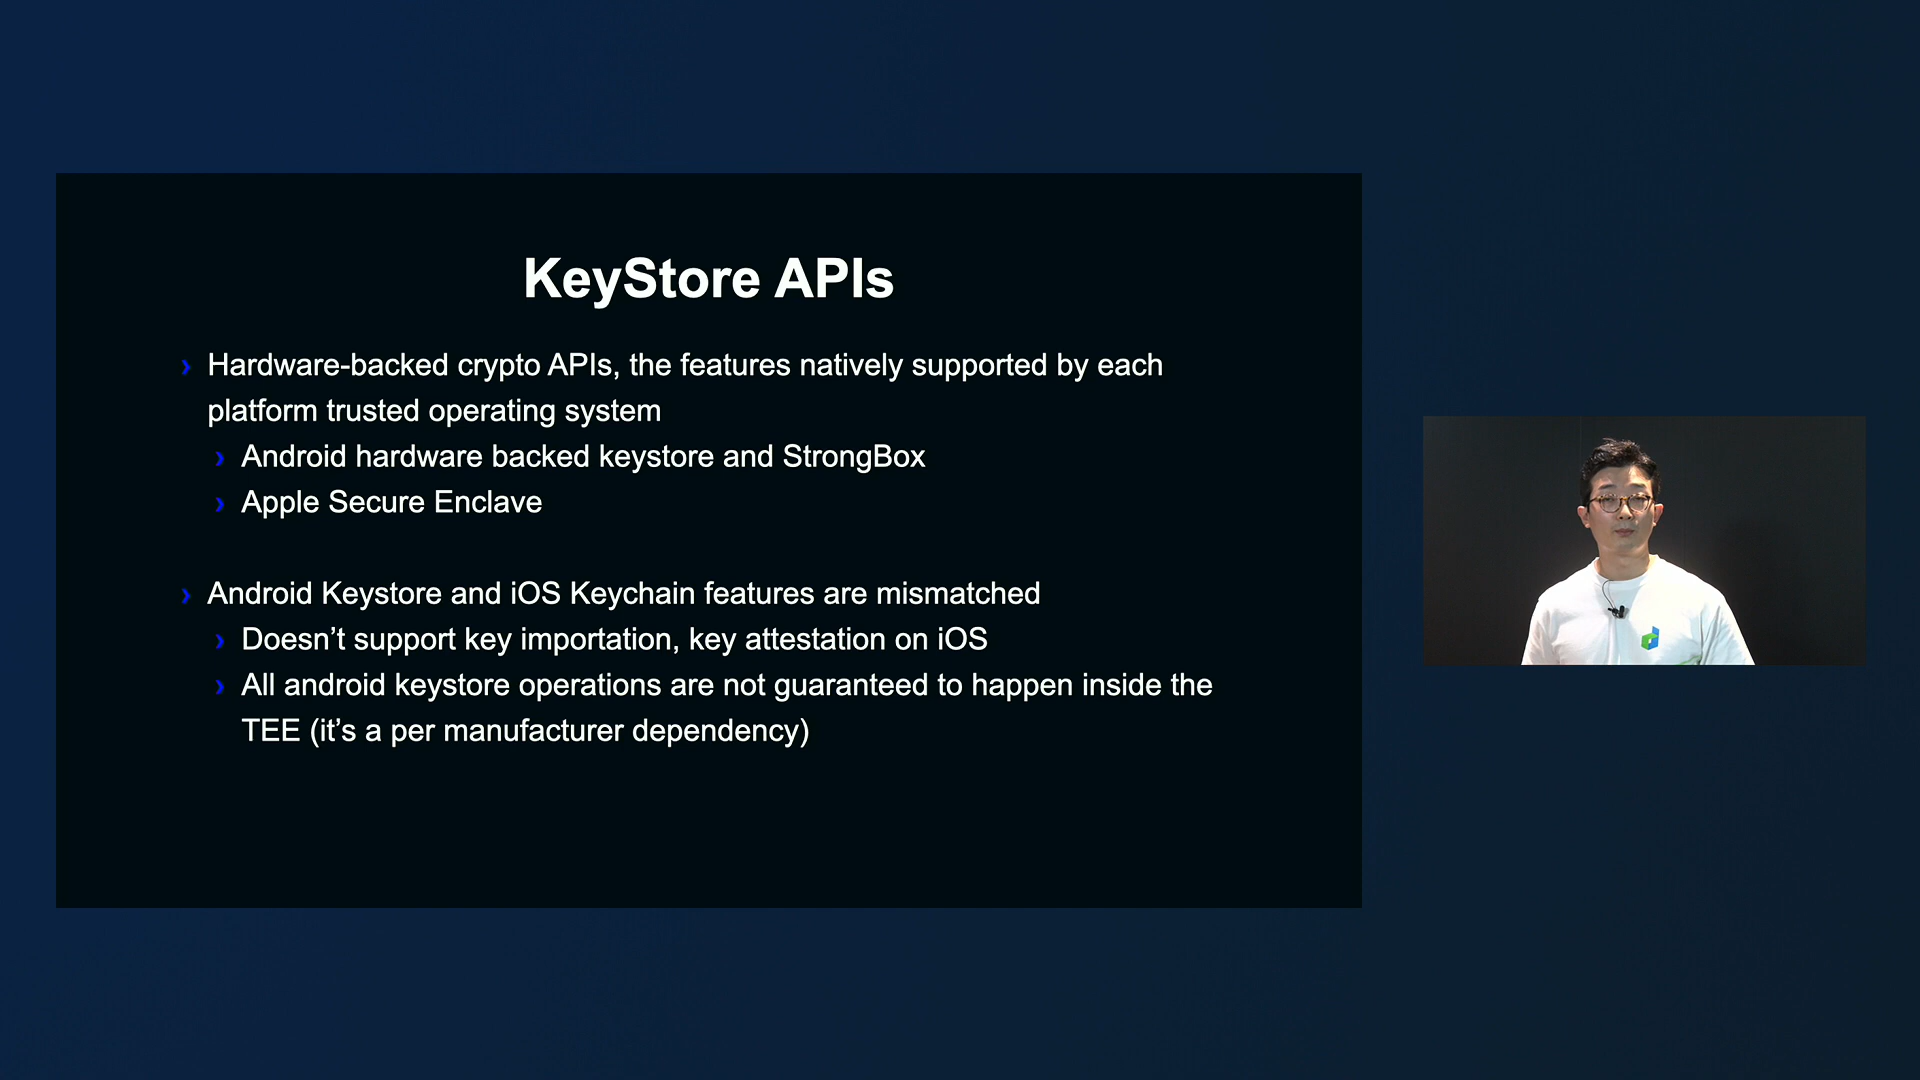 KeyStore APIs
› Hardware-backed crypto APIs, the features natively supported by each
platform trusted operating system
› Android hardware backed keystore and StrongBox
› Apple Secure Enclave
› Android Keystore and iOS Keychain features are mismatched
› Doesn’t support key importation, key attestation on iOS
› All android keystore operations are not guaranteed to happen inside the
TEE (it’s a per manufacturer dependency)